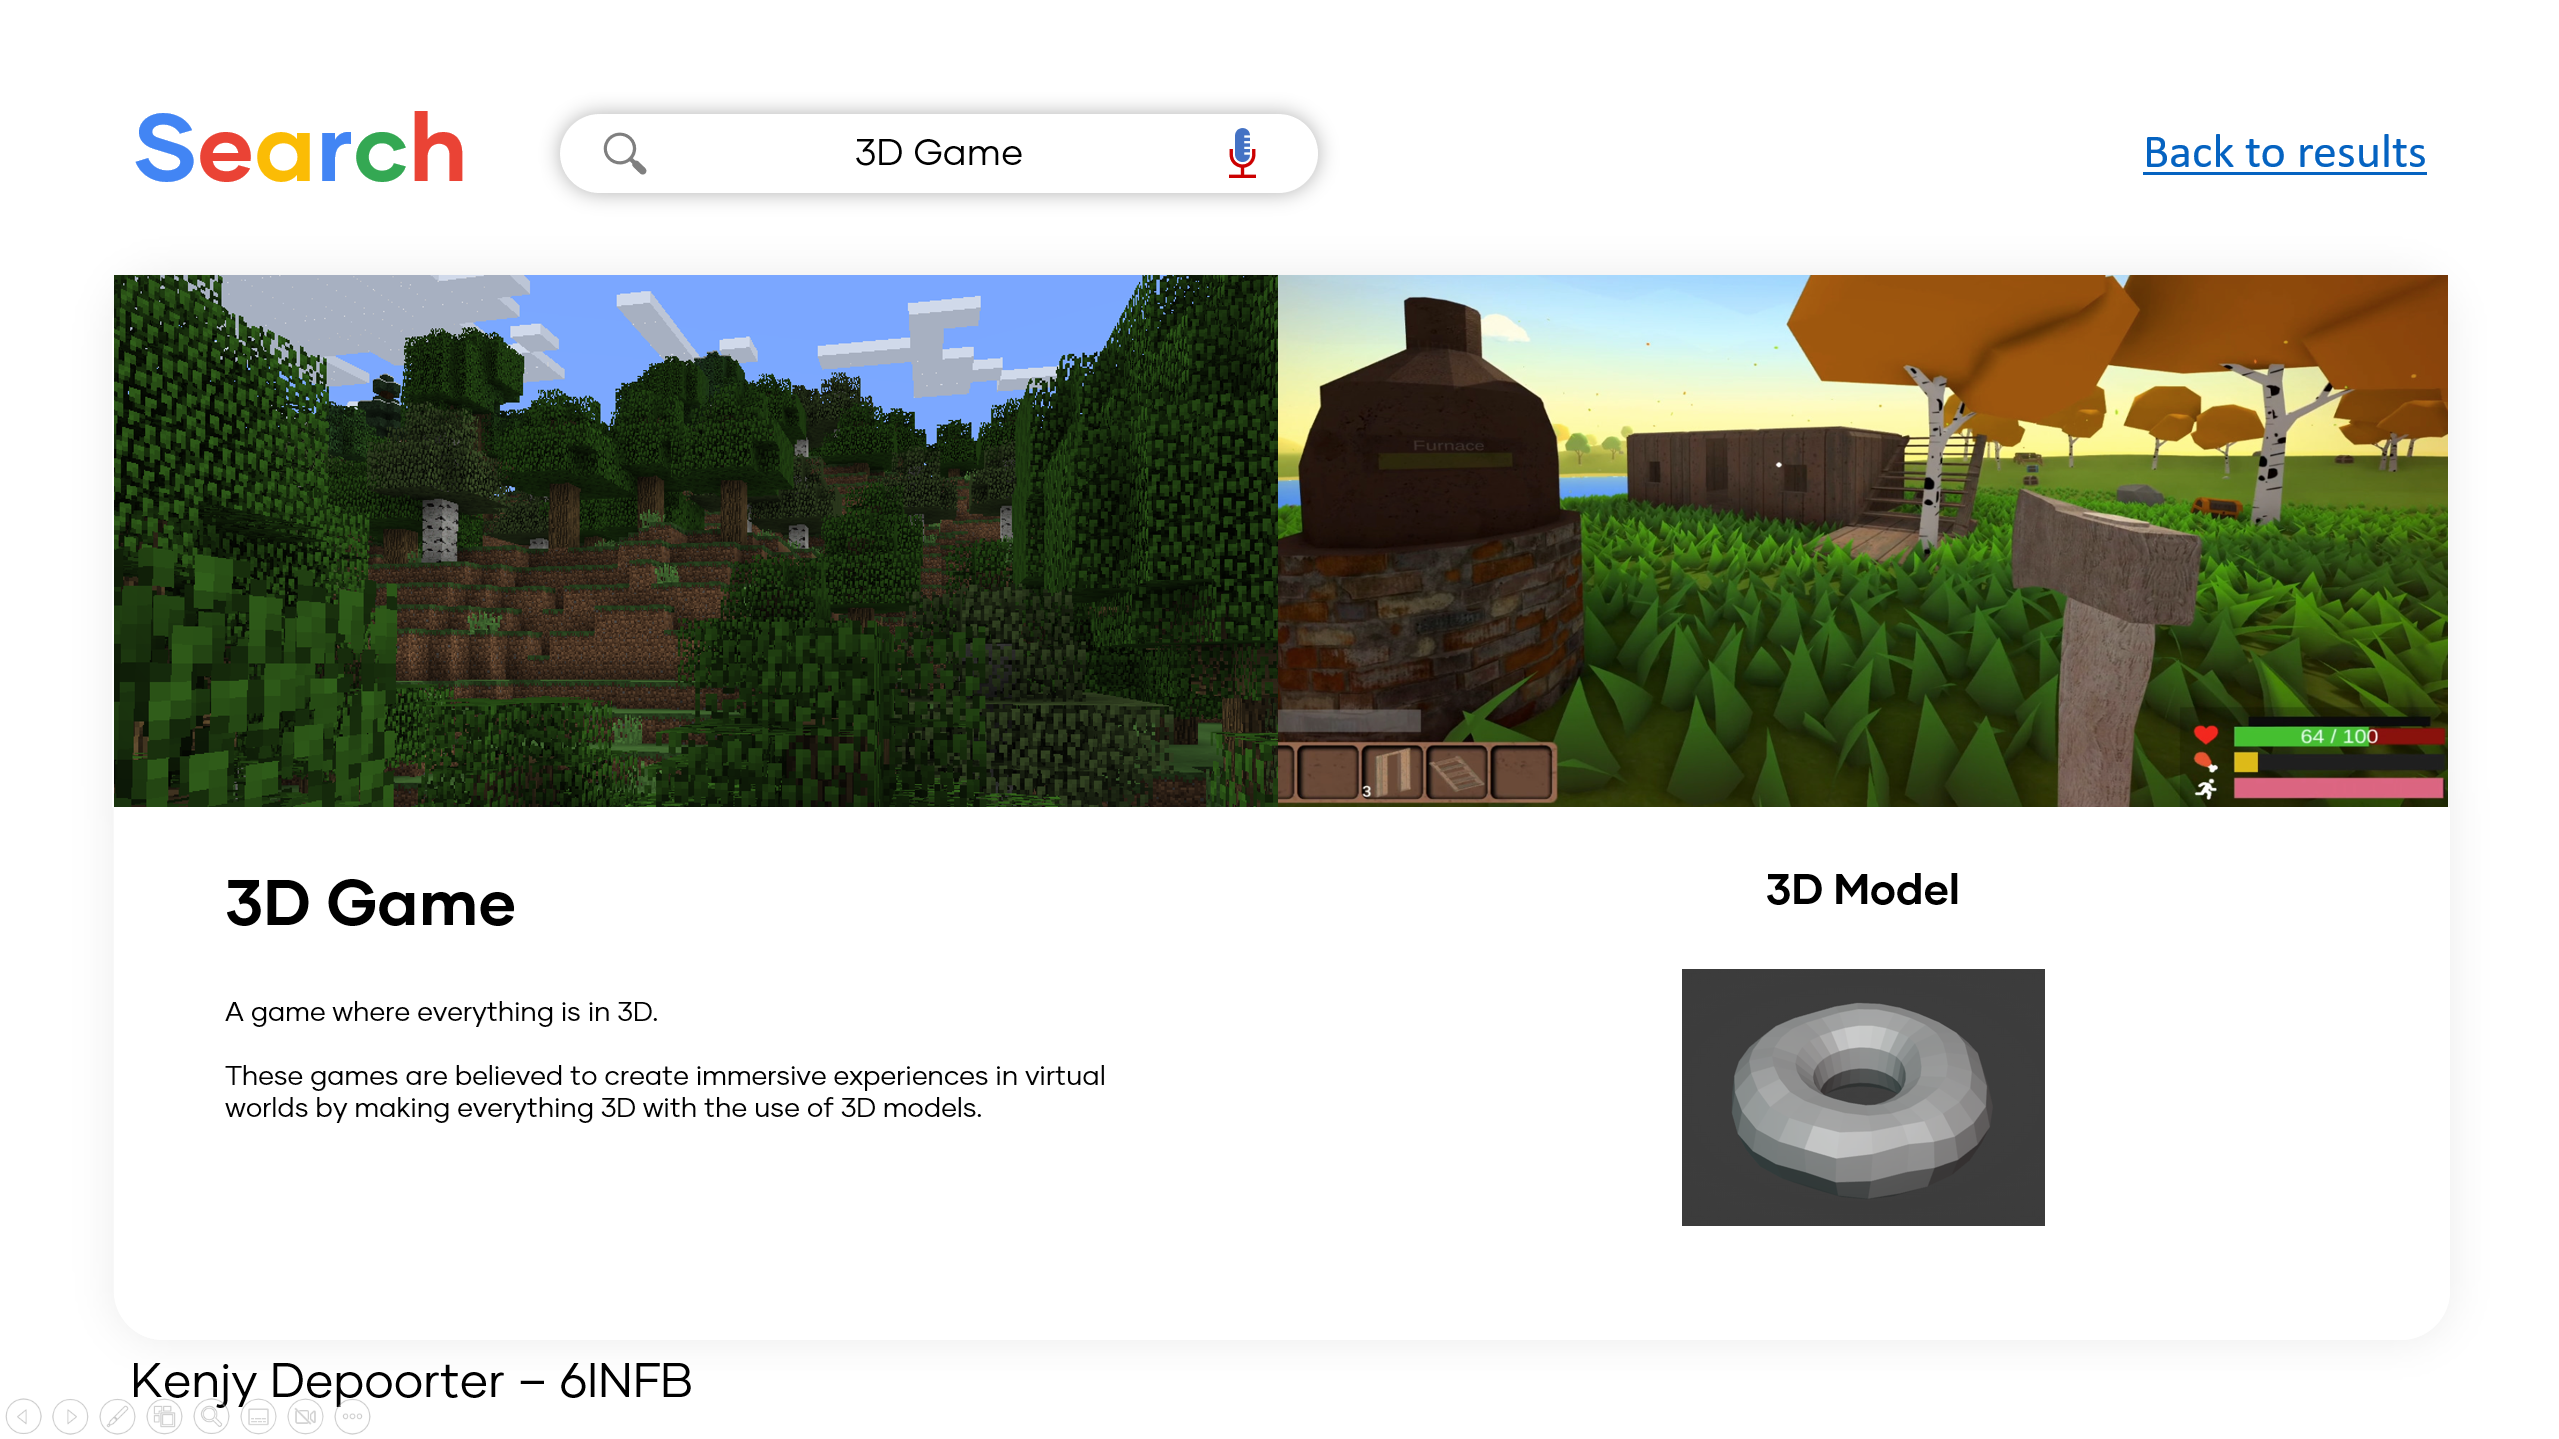 Search
3D Game
Back to results
Furnace
3
64 / 100
3D Game
3D Model
A game where everything is in 3D.
These games are believed to create immersive experiences in virtual
worlds by making everything 3D with the use of 3D models.
Kenjy Depoorter – 6INFB